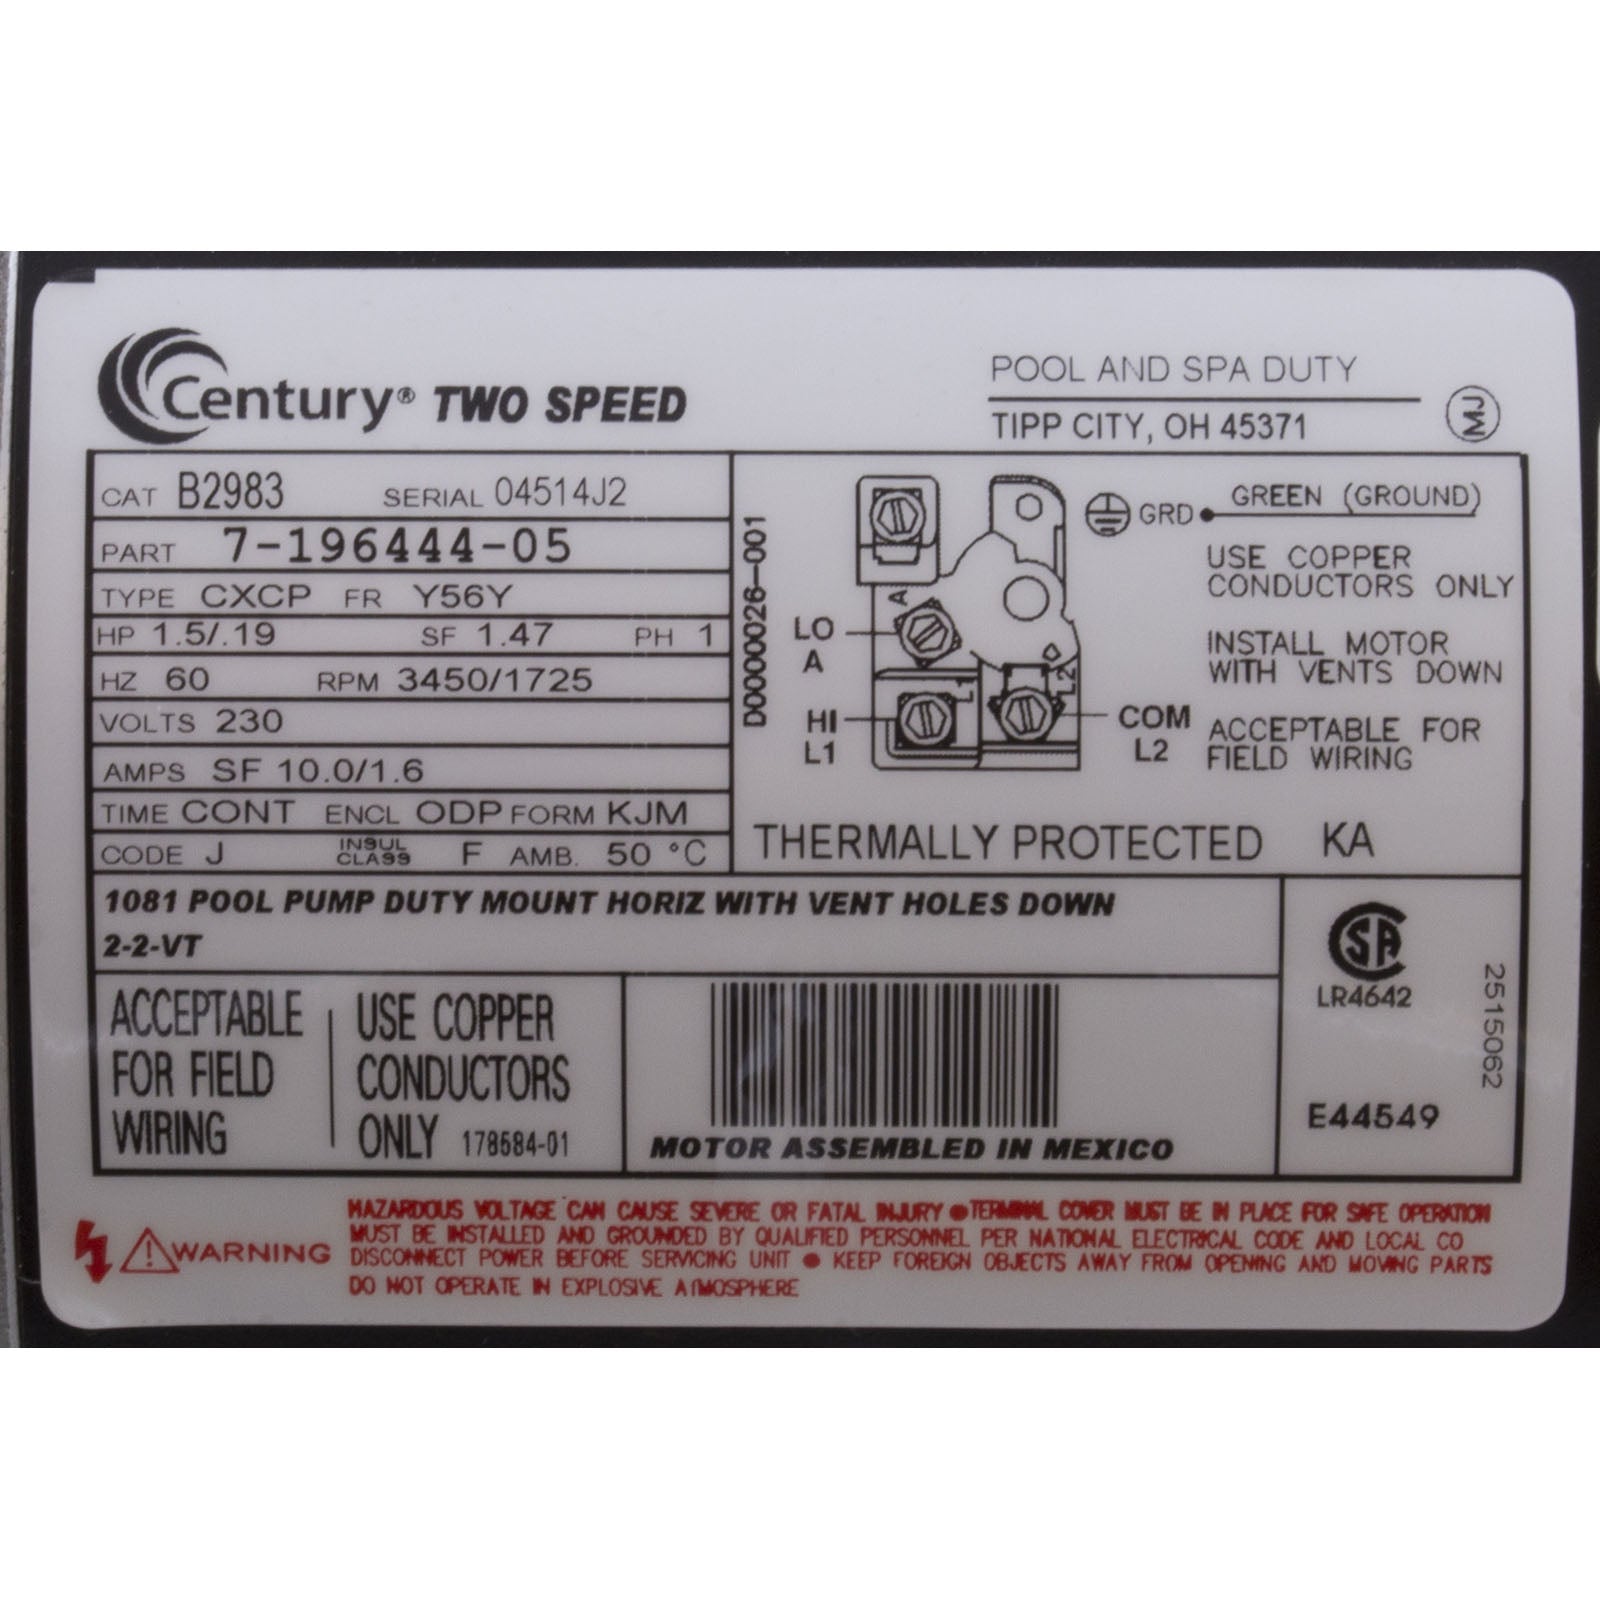 Century® TWO SPEED
POOL AND SPA DUTY
TIPP CITY, OH 45371
MJ
CAT B2983 SERIAL 04514J2
PART 7-196444-05
TYPE CXCP FR Y56Y
HP 1.5/.19 SF 1.47 PH 1
HZ 60 RPM 3450/1725
VOLTS 230
AMPS SF 10.0/1.6
TIME CONT ENCL ODP FORM KJM
CODE J INSUL CLASS F AMB. 50 °C
D0000026-001
A
LO
A
HI
L1
L1
L2
COM
L2
GRD GREEN (GROUND)
USE COPPER
CONDUCTORS ONLY
INSTALL MOTOR
WITH VENTS DOWN
ACCEPTABLE FOR
FIELD WIRING
THERMALLY PROTECTED KA
1081 POOL PUMP DUTY MOUNT HORIZ WITH VENT HOLES DOWN
2-2-VT
ACCEPTABLE
FOR FIELD
WIRING
USE COPPER
CONDUCTORS
ONLY 178584-01
MOTOR ASSEMBLED IN MEXICO
SA
LR4642
E44549
2515062
WARNING
HAZARDOUS VOLTAGE CAN CAUSE SEVERE OR FATAL INJURY ● TERMINAL COVER MUST BE IN PLACE FOR SAFE OPERATION
MUST BE INSTALLED AND GROUNDED BY QUALIFIED PERSONNEL PER NATIONAL ELECTRICAL CODE AND LOCAL CO
DISCONNECT POWER BEFORE SERVICING UNIT ● KEEP FOREIGN OBJECTS AWAY FROM OPENING AND MOVING PARTS
DO NOT OPERATE IN EXPLOSIVE ATMOSPHERE